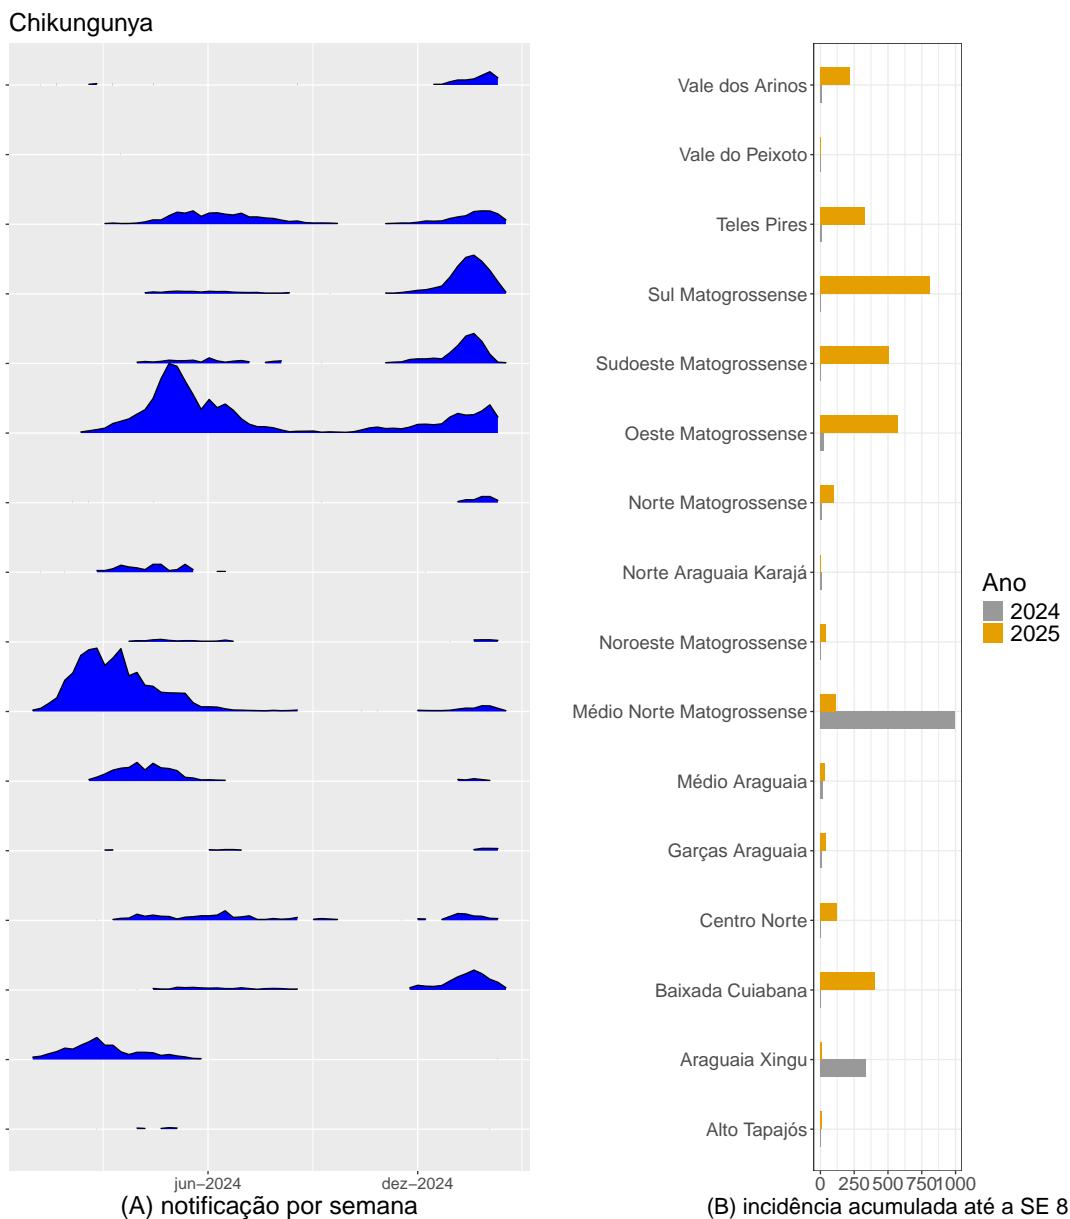 Chikungunya
Vale dos Arinos
Vale do Peixoto
Teles Pires
Sul Matogrossense
Sudoeste Matogrossense
Oeste Matogrossense
Norte Matogrossense
Norte Araguaia Karajá
Noroeste Matogrossense
Médio Norte Matogrossense
Médio Araguaia
Garças Araguaia
Centro Norte
Baixada Cuiabana
Araguaia Xingu
Alto Tapajós
Ano
2024
2025
jun−2024 dez−2024
0 250 500 750 1000
(A) notificação por semana
(B) incidência acumulada até a SE 8